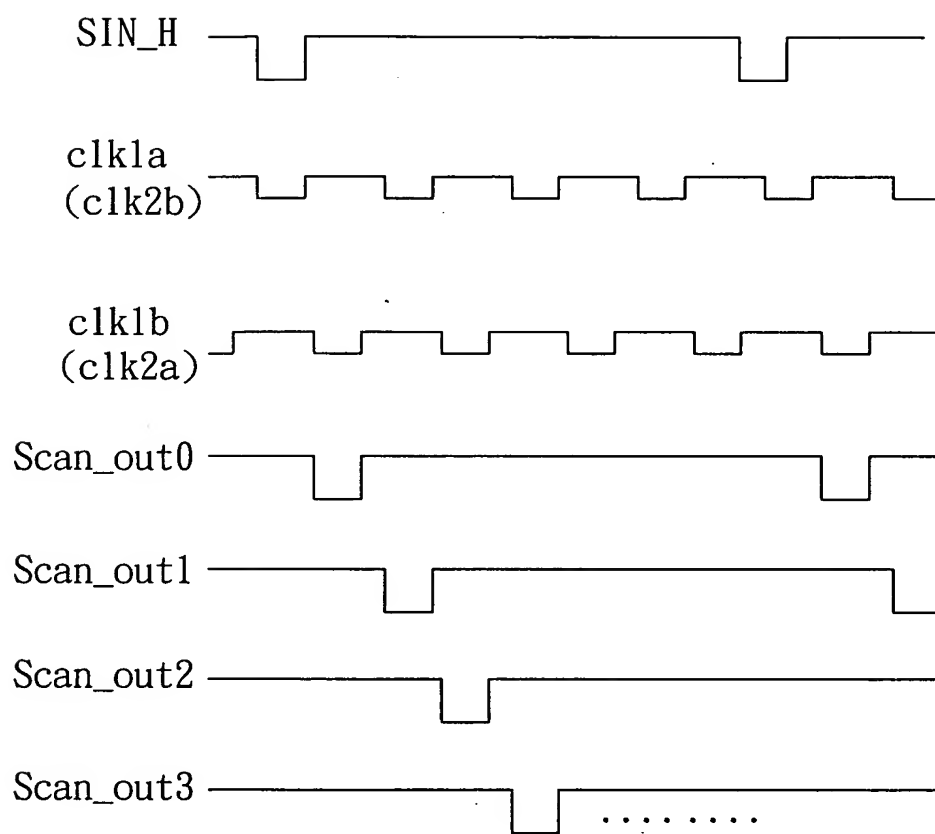 SIN_H
clk1a
(clk2b)
clk1b
(clk2a)
Scan_out0
Scan_out1
Scan_out2
Scan_out3
........